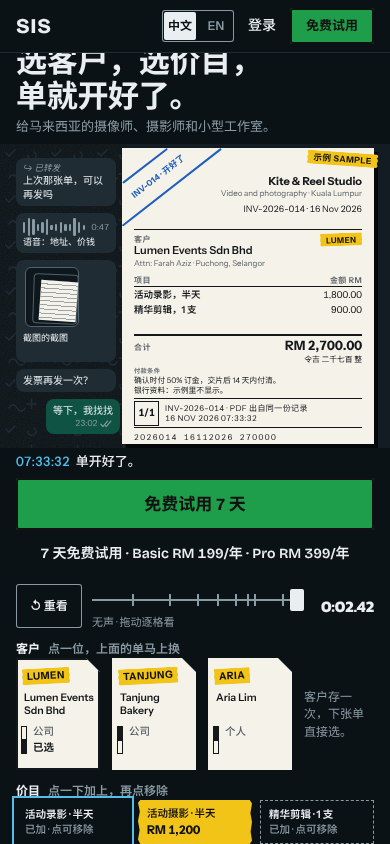 SIS
中文
EN
登录
免费试用
选客户，选价目，
单就开好了。
给马来西亚的摄像师、摄影师和小型工作室。
已转发
上次那张单，可以
再发吗
0:47
语音：地址、价钱
截图的截图
发票再发一次？
等下，我找找
23:02
INV-014 · 开好了
示例 SAMPLE
Kite & Reel Studio
Video and photography · Kuala Lumpur
INV-2026-014 · 16 Nov 2026
客户
LUMEN
Lumen Events Sdn Bhd
Attn: Farah Aziz · Puchong, Selangor
项目
金额 RM
活动录影，半天
1,800.00
精华剪辑，1 支
900.00
合计
RM 2,700.00
令吉 二千七百 整
付款条件
确认时付 50% 订金，交片后 14 天内付清。
银行资料：示例里不显示。
1/1
INV-2026-014 · PDF 出自同一份记录
16 NOV 2026 07:33:32
2026014 16112026 270000
07:33:32 单开好了。
免费试用 7 天
7 天免费试用 · Basic RM 199/年 · Pro RM 399/年
重看
无声 · 拖动逐格看
0:02.42
客户 点一位，上面的单马上换
LUMEN
Lumen Events
Sdn Bhd
公司
已选
TANJUNG
Tanjung
Bakery
公司
ARIA
Aria Lim
个人
客户存一
次，下张单
直接选。
价目 点一下加上，再点移除
活动录影 · 半天
已加 · 点可移除
活动摄影 · 半天
RM 1,200
精华剪辑 · 1 支
已加 · 点可移除